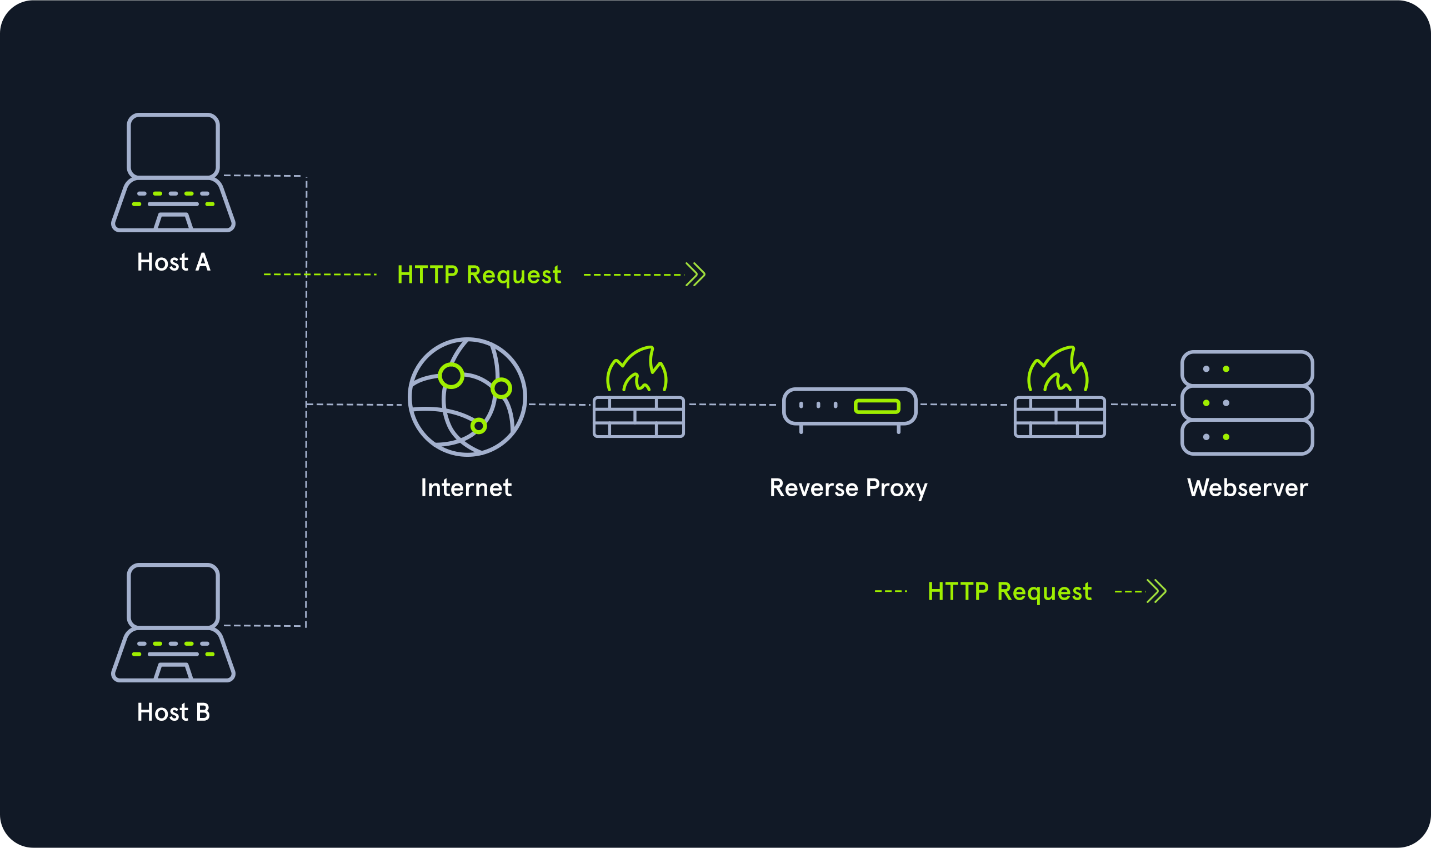 Host A
HTTP Request
Internet
Reverse Proxy
Webserver
HTTP Request
Host B